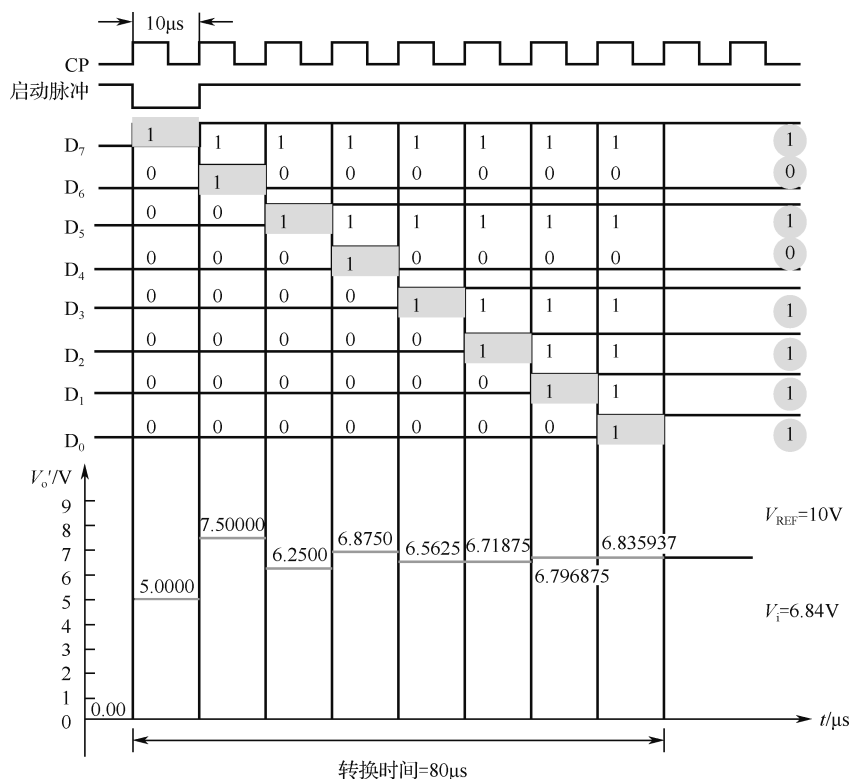 10μs
CP
启动脉冲
D7 1 1 1 1 1 1 1 1 1
D6 0 1 0 0 0 0 0 0 0
D5 0 0 1 1 1 1 1 1 1
D4 0 0 0 1 0 0 0 0 0
D3 0 0 0 0 1 1 1 1 1
D2 0 0 0 0 0 1 1 1 1
D1 0 0 0 0 0 0 1 1 1
D0 0 0 0 0 0 0 0 1 1
Vo′/V
9
8
7
6
5
4
3
2
1
0
0.00
5.0000
7.50000
6.2500
6.8750
6.5625
6.71875
6.796875
6.835937
VREF=10V
Vi=6.84V
t/μs
转换时间=80μs